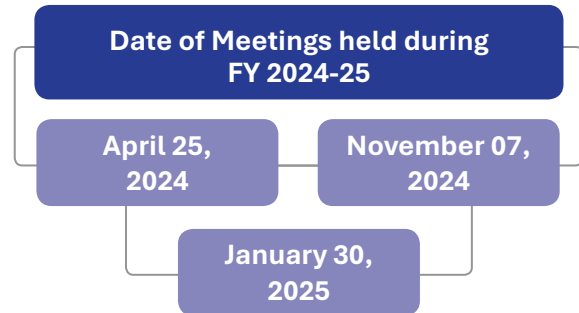 Date of Meetings held during
FY 2024-25
April 25,
2024
November 07,
2024
January 30,
2025